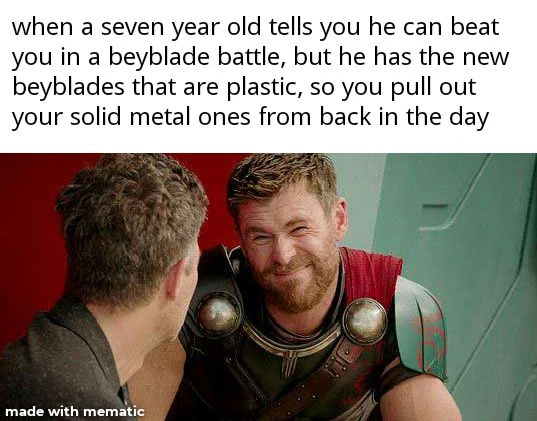 when a seven year old tells you he can beat
you in a beyblade battle, but he has the new
beyblades that are plastic, so you pull out
your solid metal ones from back in the day
made with mematic